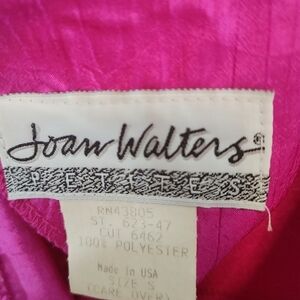 Joan Walters®
PETITES
RN43805
ST. 623-47
CUT 6462
100% POLYESTER
Made In USA
SIZE S
(CARE OVER)